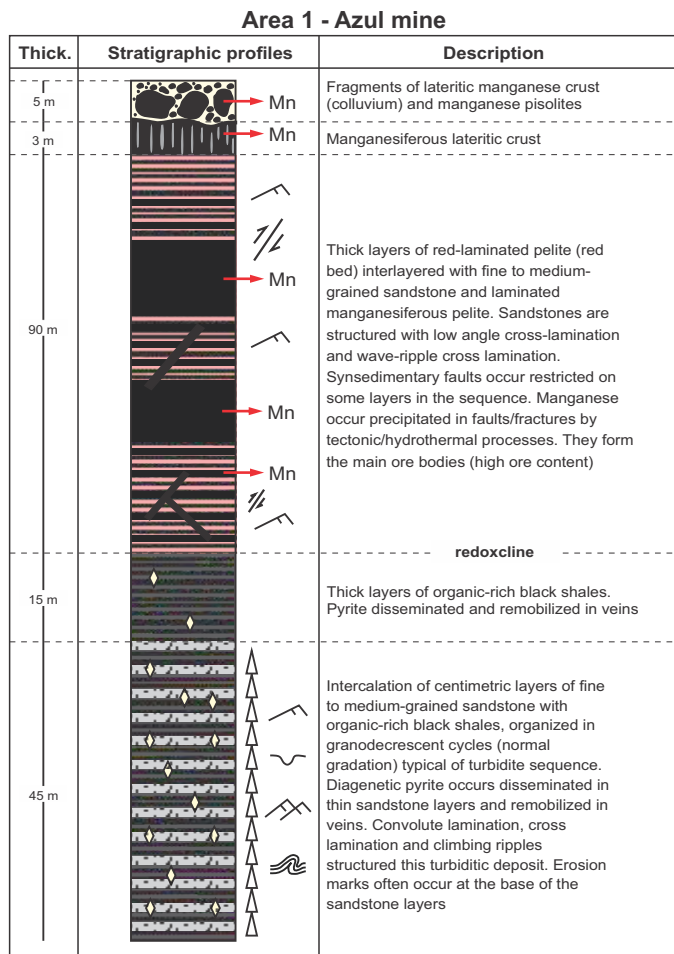 Area 1 - Azul mine
Thick.
Stratigraphic profiles
Description
5 m
Mn
Fragments of lateritic manganese crust
(colluvium) and manganese pisolites
3 m
Mn
Manganesiferous lateritic crust
90 m
Mn
Mn
Mn
Thick layers of red-laminated pelite (red
bed) interlayered with fine to medium-
grained sandstone and laminated
manganesiferous pelite. Sandstones are
structured with low angle cross-lamination
and wave-ripple cross lamination.
Synsedimentary faults occur restricted on
some layers in the sequence. Manganese
occur precipitated in faults/fractures by
tectonic/hydrothermal processes. They form
the main ore bodies (high ore content)
redoxcline
15 m
Thick layers of organic-rich black shales.
Pyrite disseminated and remobilized in veins
45 m
Intercalation of centimetric layers of fine
to medium-grained sandstone with
organic-rich black shales, organized in
granodecrescent cycles (normal
gradation) typical of turbidite sequence.
Diagenetic pyrite occurs disseminated in
thin sandstone layers and remobilized in
veins. Convolute lamination, cross
lamination and climbing ripples
structured this turbiditic deposit. Erosion
marks often occur at the base of the
sandstone layers